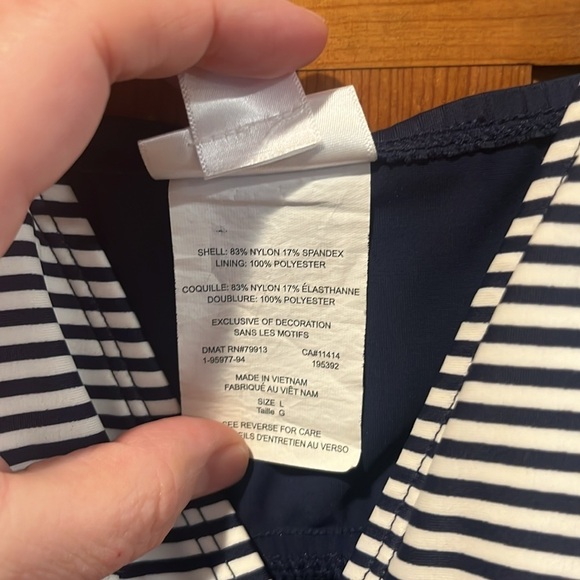 SHELL: 83% NYLON 17% SPANDEX
LINING: 100% POLYESTER
COQUILLE: 83% NYLON 17% ÉLASTHANNE
DOUBLURE: 100% POLYESTER
EXCLUSIVE OF DECORATION
SANS LES MOTIFS
DMAT RN#79913 CA#11414
1-95977-94 195392
MADE IN VIETNAM
FABRIQUÉ AU VIÊT NAM
SIZE L
Taille G
SEE REVERSE FOR CARE
D'ENTRETIEN AU VERSO